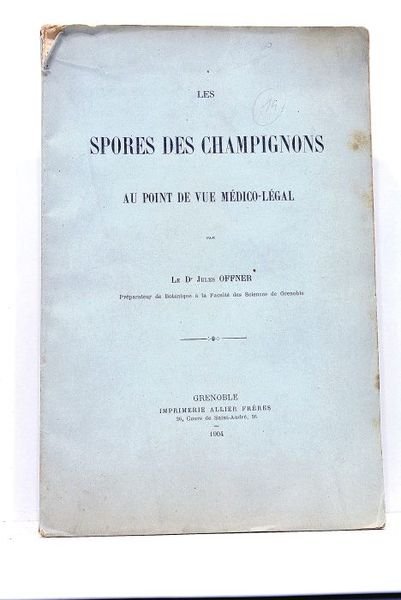 LES
14
SPORES DES CHAMPIGNONS
AU POINT DE VUE MÉDICO-LÉGAL
PAR
LE Dr JULES OFFNER
Préparateur de Botanique à la Faculté des Sciences de Grenoble
GRENOBLE
IMPRIMERIE ALLIER FRÈRES
26, Cours de Saint-André, 26
1904